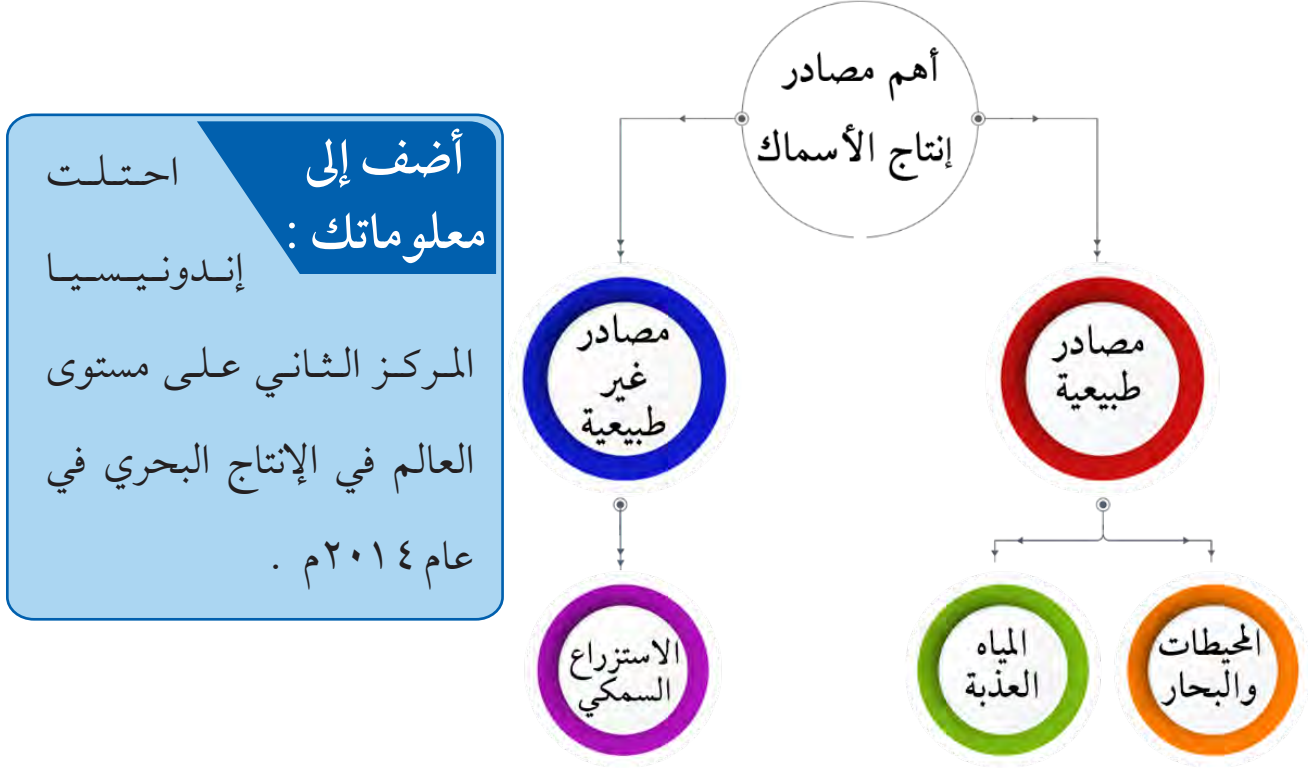 أهم مصادر
إنتاج الأسماك
مصادر
طبيعية
مصادر
غير
طبيعية
المحيطات
والبحار
المياه
العذبة
الاستزراع
السمكي
أضف إلى
معلوماتك :
احتلت
إندونيسيا
المركز الثاني على مستوى
العالم في الإنتاج البحري في
عام ٢٠١٤م .